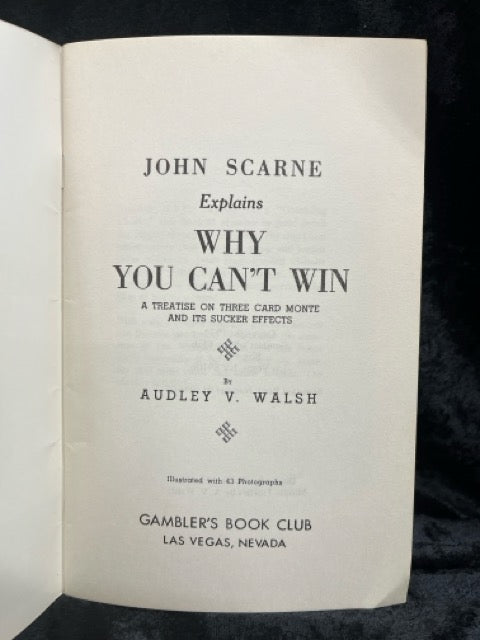 JOHN SCARNE
Explains
WHY
YOU CAN'T WIN
A TREATISE ON THREE CARD MONTE
AND ITS SUCKER EFFECTS
By
AUDLEY V. WALSH
Illustrated with 63 Photographs
GAMBLER'S BOOK CLUB
LAS VEGAS, NEVADA